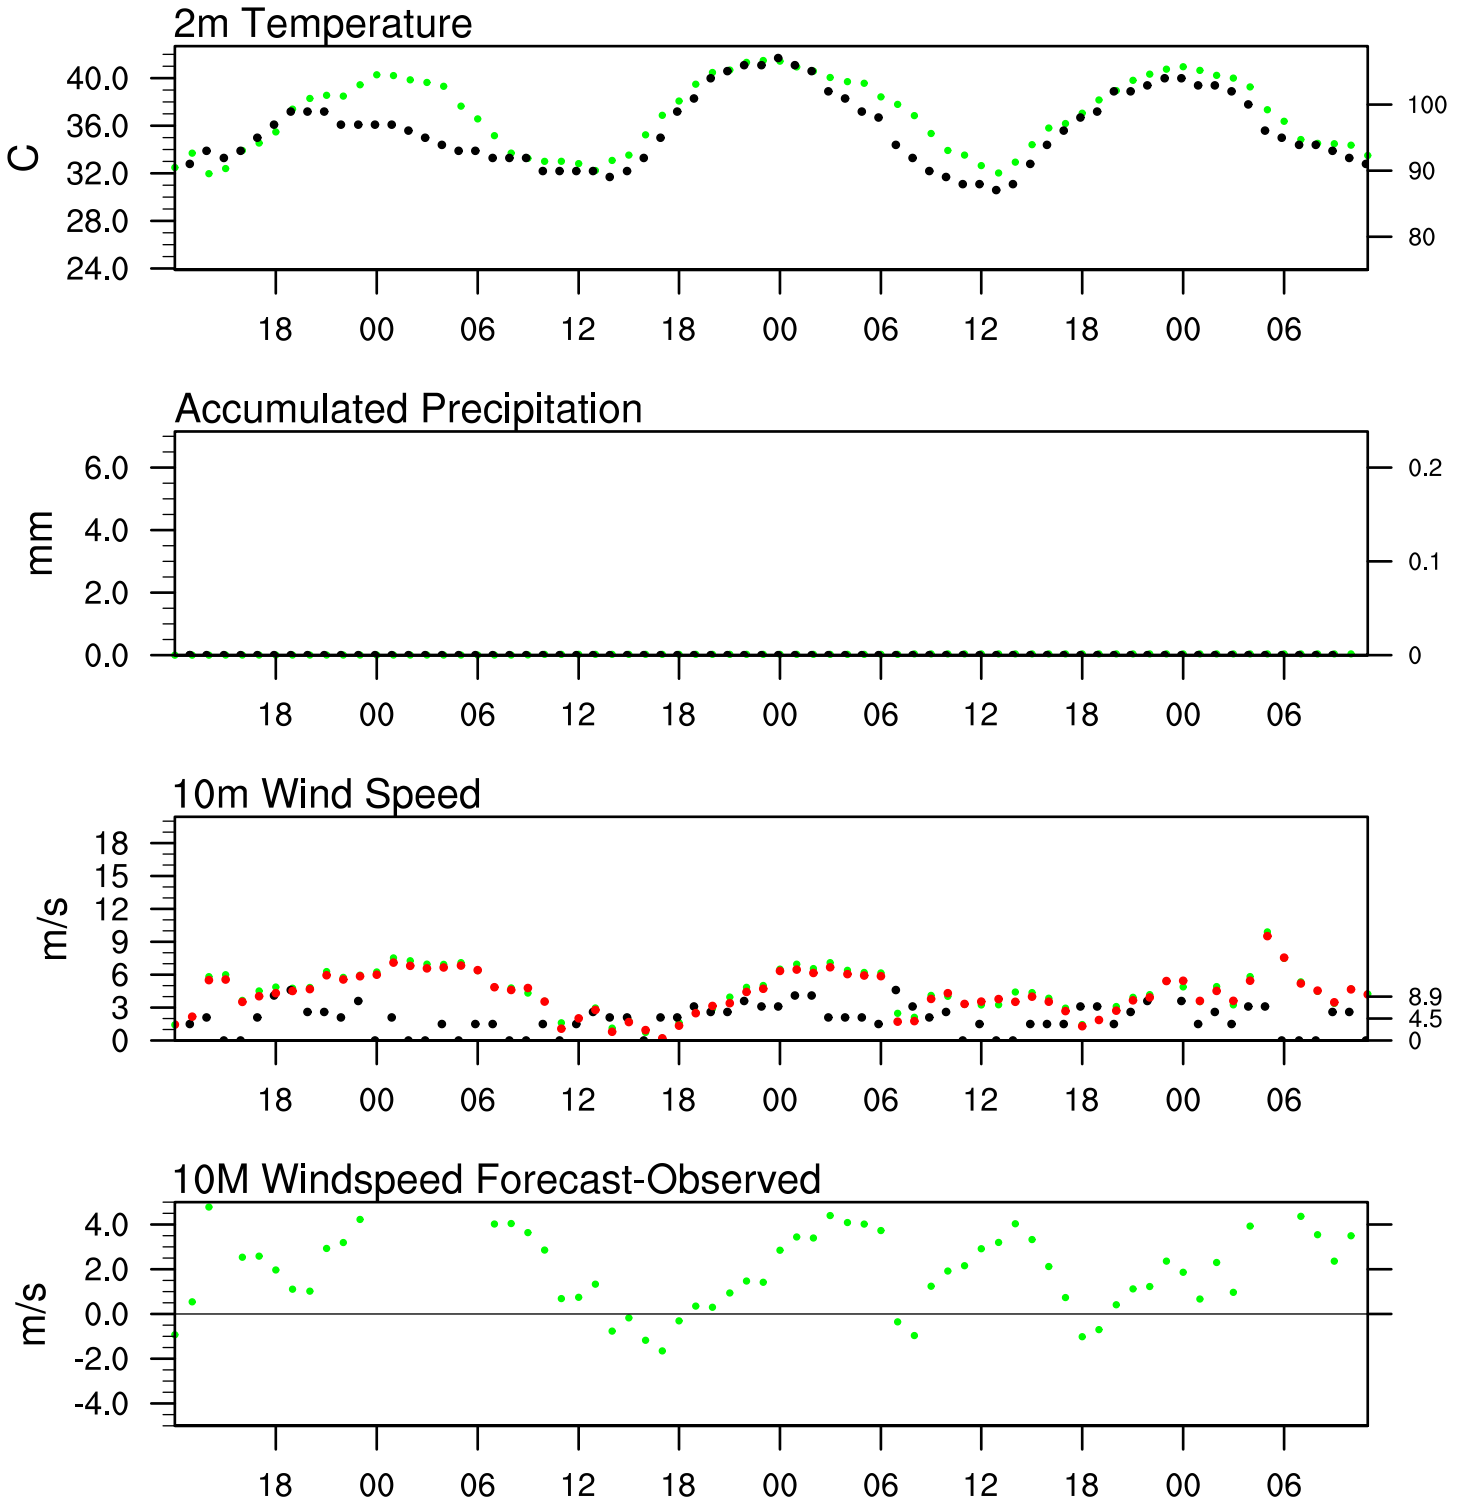 2m Temperature
C
40.0
36.0
32.0
28.0
24.0
100
90
80
18 00 06 12 18 00 06 12 18 00 06
Accumulated Precipitation
mm
6.0
4.0
2.0
0.0
0.2
0.1
0
18 00 06 12 18 00 06 12 18 00 06
10m Wind Speed
m/s
18
15
12
9
6
3
0
8.9
4.5
0
18 00 06 12 18 00 06 12 18 00 06
10M Windspeed Forecast-Observed
m/s
4.0
2.0
0.0
-2.0
-4.0
18 00 06 12 18 00 06 12 18 00 06